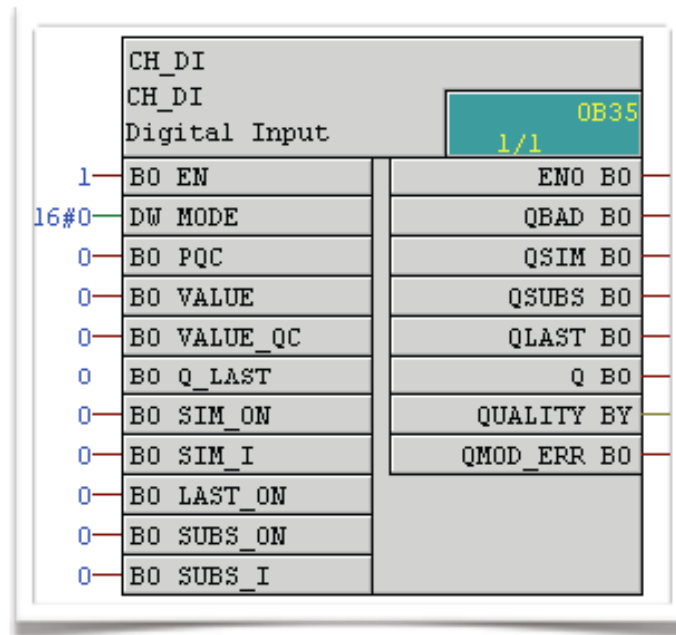 CH_DI
CH_DI
Digital Input
OB35
1/1
1 BO EN ENO BO
16#0 DW MODE QBAD BO
0 BO PQC QSIM BO
0 BO VALUE QSUBS BO
0 BO VALUE_QC QLAST BO
0 BO Q_LAST Q BO
0 BO SIM_ON QUALITY BY
0 BO SIM_I QMOD_ERR BO
0 BO LAST_ON
0 BO SUBS_ON
0 BO SUBS_I